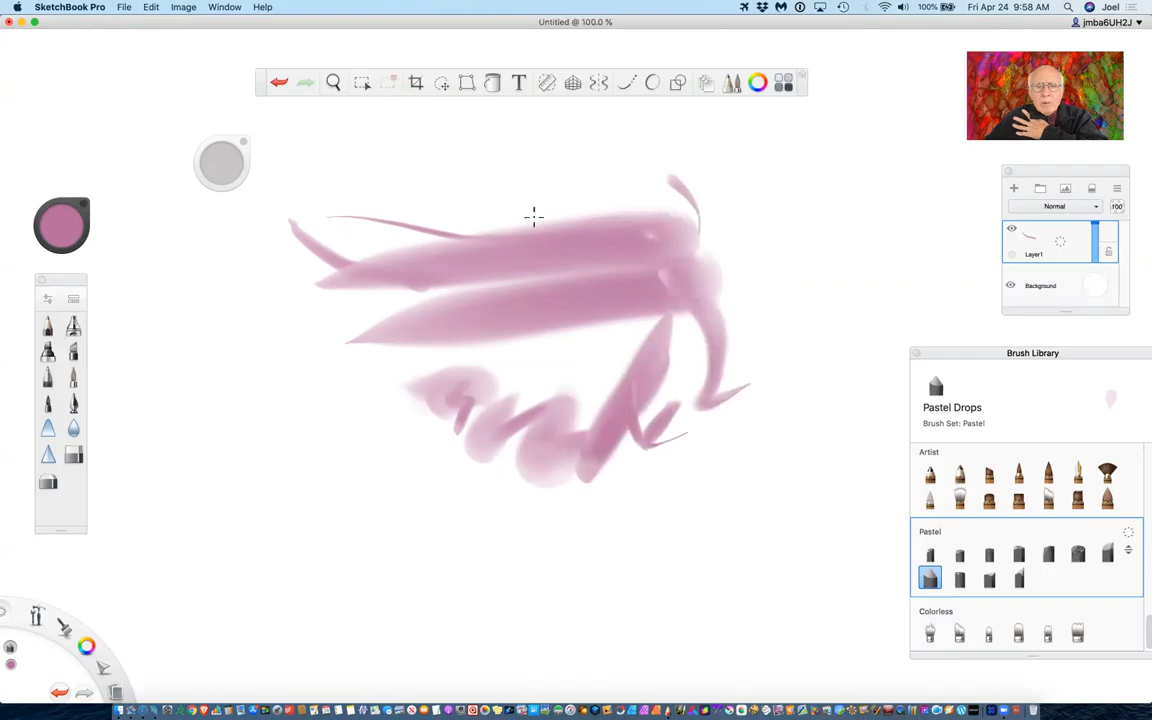 SketchBook Pro File Edit Image Window Help 100% Fri Apr 24 9:58 AM Joel
Untitled @ 100.0 %
jmba6UH2J
T
Normal
100
Layer1
Background
Brush Library
Pastel Drops
Brush Set: Pastel
Artist
Pastel
Colorless